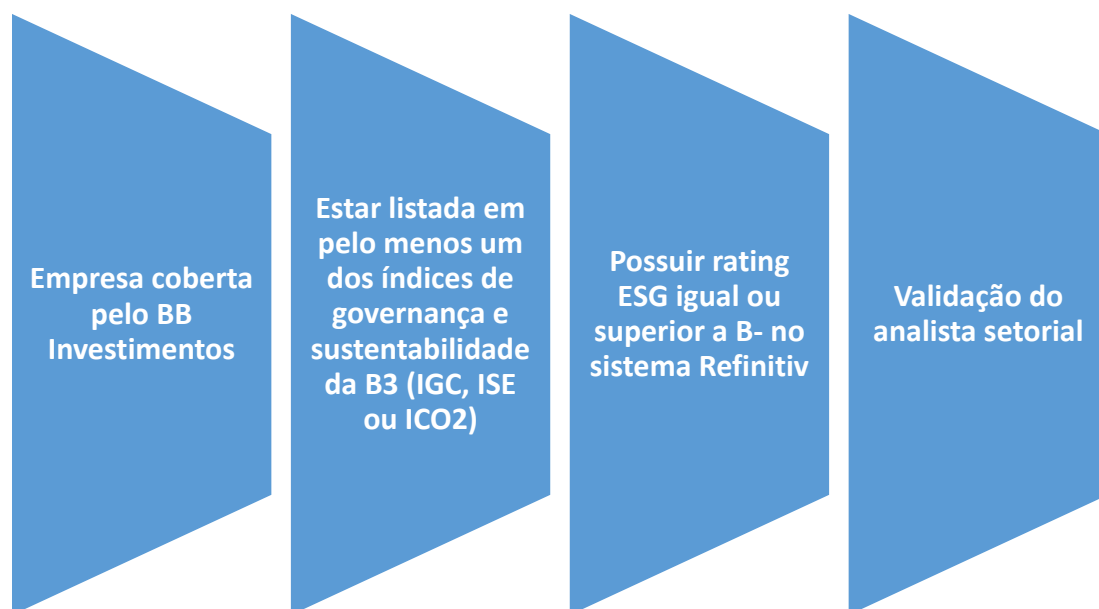 Empresa coberta
pelo BB
Investimentos
Estar listada em
pelo menos um
dos índices de
governança e
sustentabilidade
da B3 (IGC, ISE
ou ICO2)
Possuir rating
ESG igual ou
superior a B- no
sistema Refinitiv
Validação do
analista setorial